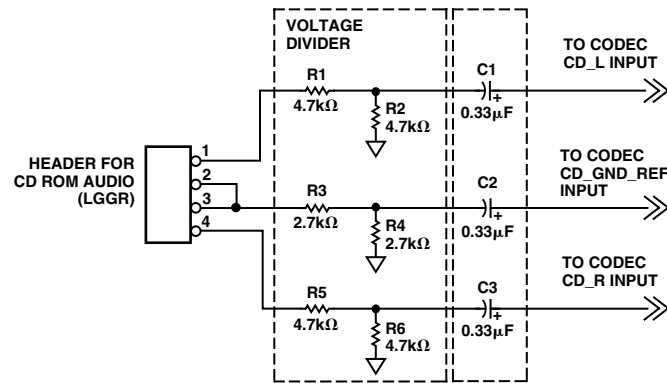 VOLTAGE
DIVIDER
TO CODEC
CD_L INPUT
R1
4.7kΩ
C1
+
0.33μF
R2
4.7kΩ
HEADER FOR
CD ROM AUDIO
(LGGR)
1
2
3
4
TO CODEC
CD_GND_REF
INPUT
R3
2.7kΩ
C2
+
0.33μF
R4
2.7kΩ
TO CODEC
CD_R INPUT
R5
4.7kΩ
C3
+
0.33μF
R6
4.7kΩ